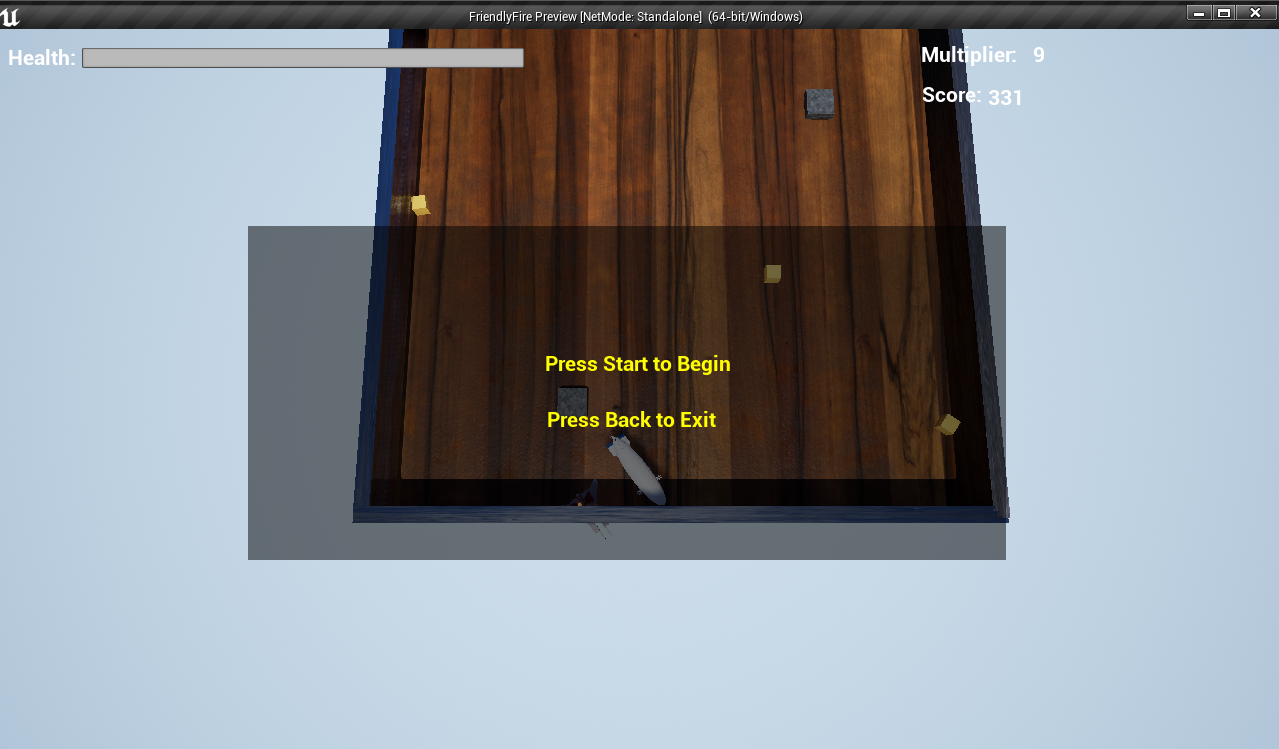 FriendlyFire Preview [NetMode: Standalone] (64-bit/Windows)
Health:
Multiplier: 9
Score: 331
Press Start to Begin
Press Back to Exit